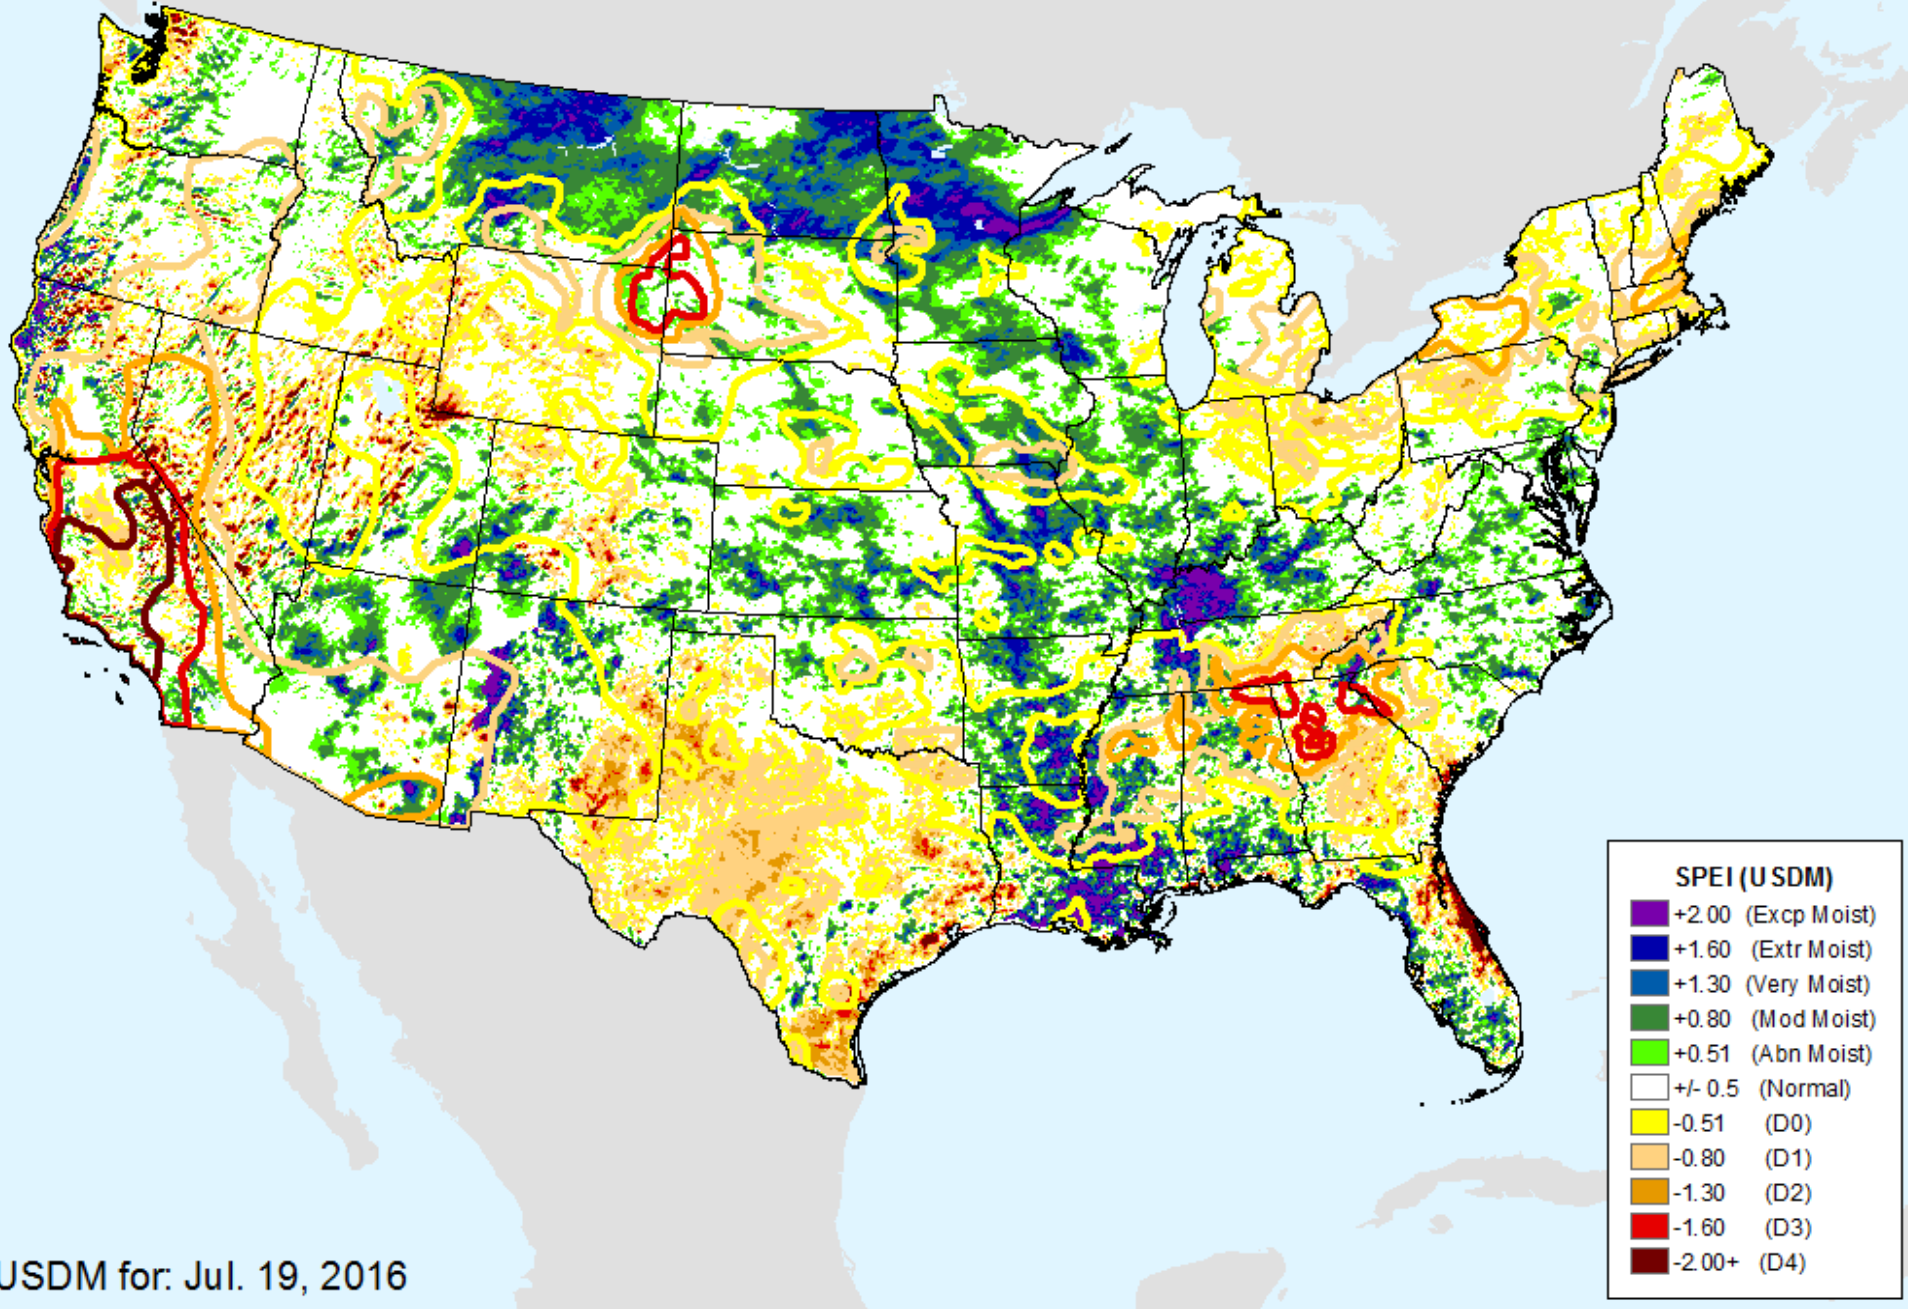 SPEI (USDM)
+2.00 (Excp Moist)
+1.60 (Extr Moist)
+1.30 (Very Moist)
+0.80 (Mod Moist)
+0.51 (Abn Moist)
+/- 0.5 (Normal)
-0.51 (D0)
-0.80 (D1)
-1.30 (D2)
-1.60 (D3)
-2.00+ (D4)
USDM for: Jul. 19, 2016